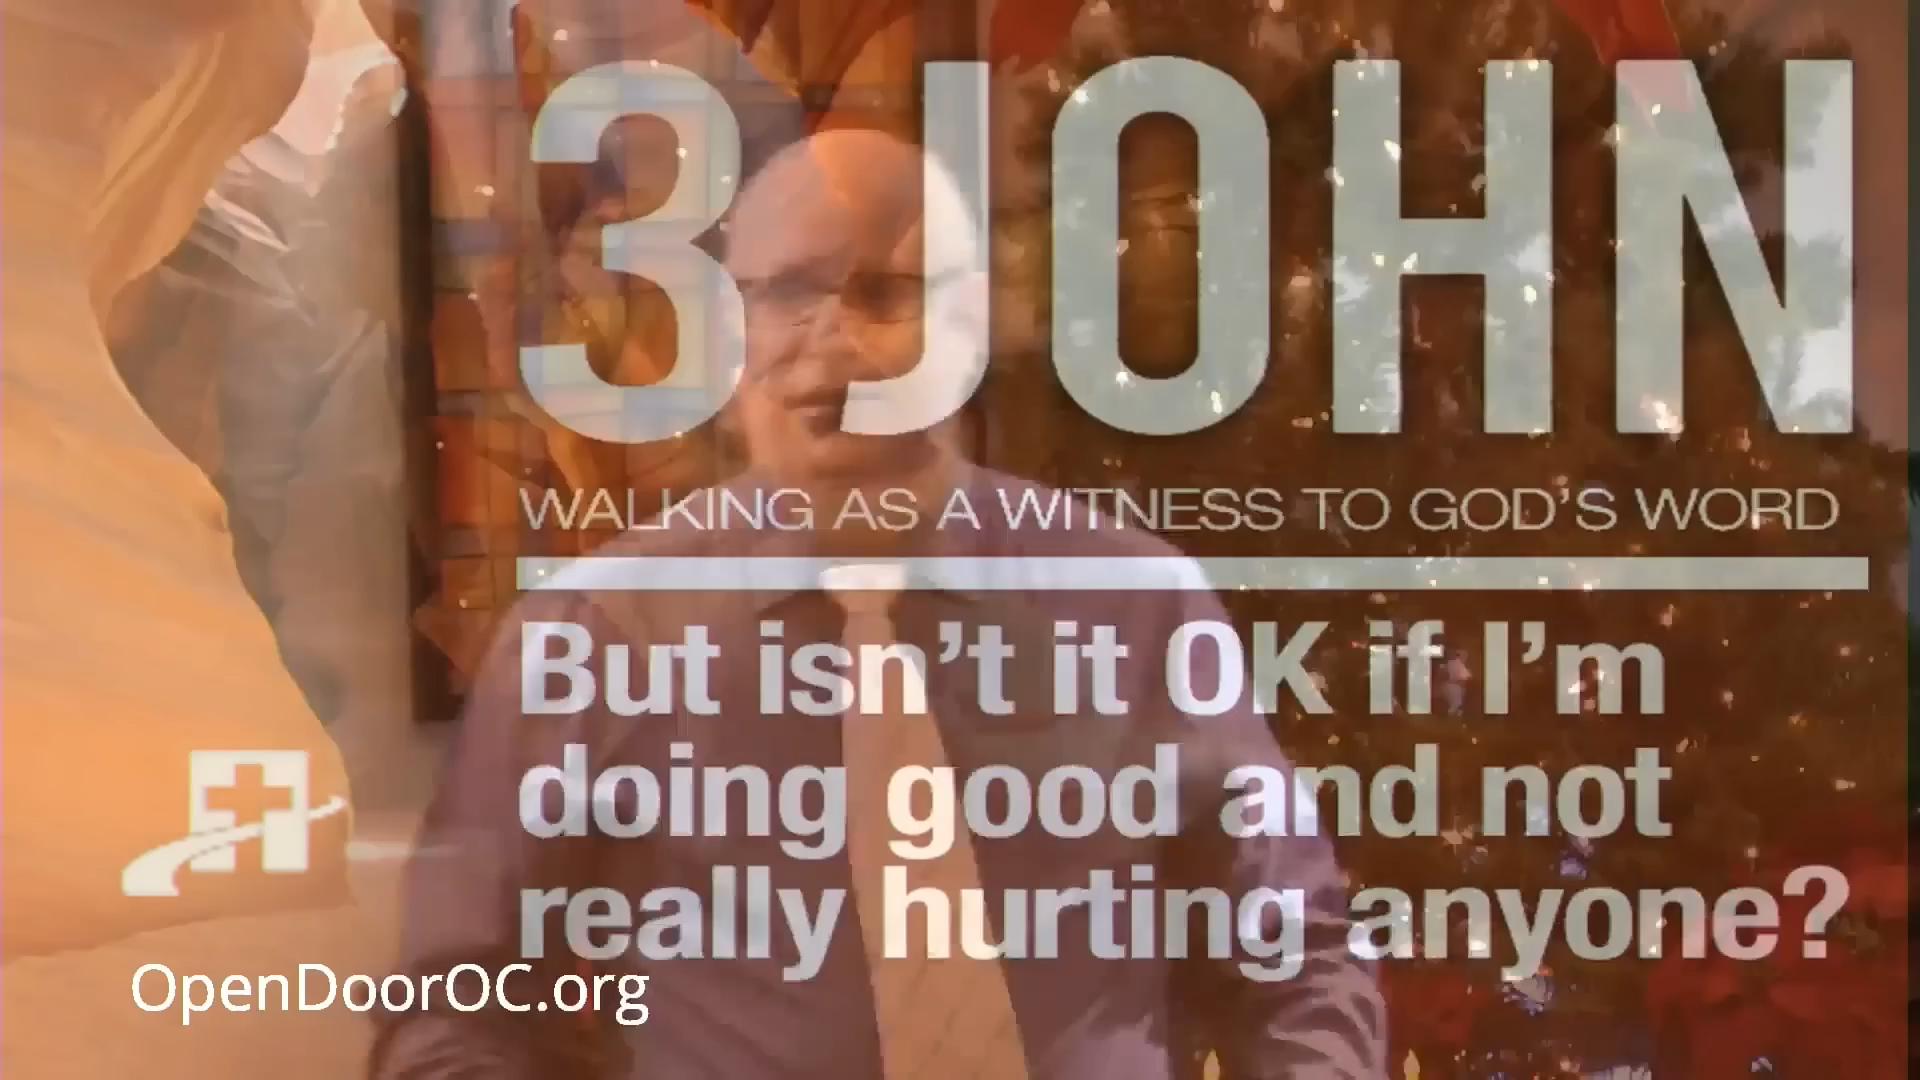 3 JOHN
WALKING AS A WITNESS TO GOD'S WORD
But isn't it OK if I'm
doing good and not
really hurting anyone?
OpenDoorOC.org